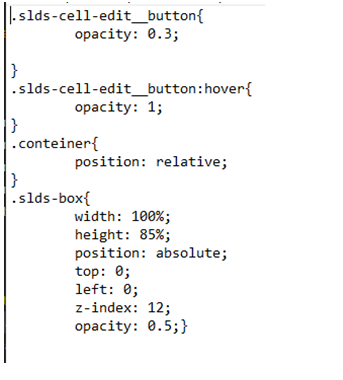 .slds-cell-edit__button{
opacity: 0.3;
}
.slds-cell-edit__button:hover{
opacity: 1;
}
.conteiner{
position: relative;
}
.slds-box{
width: 100%;
height: 85%;
position: absolute;
top: 0;
left: 0;
z-index: 12;
opacity: 0.5;}